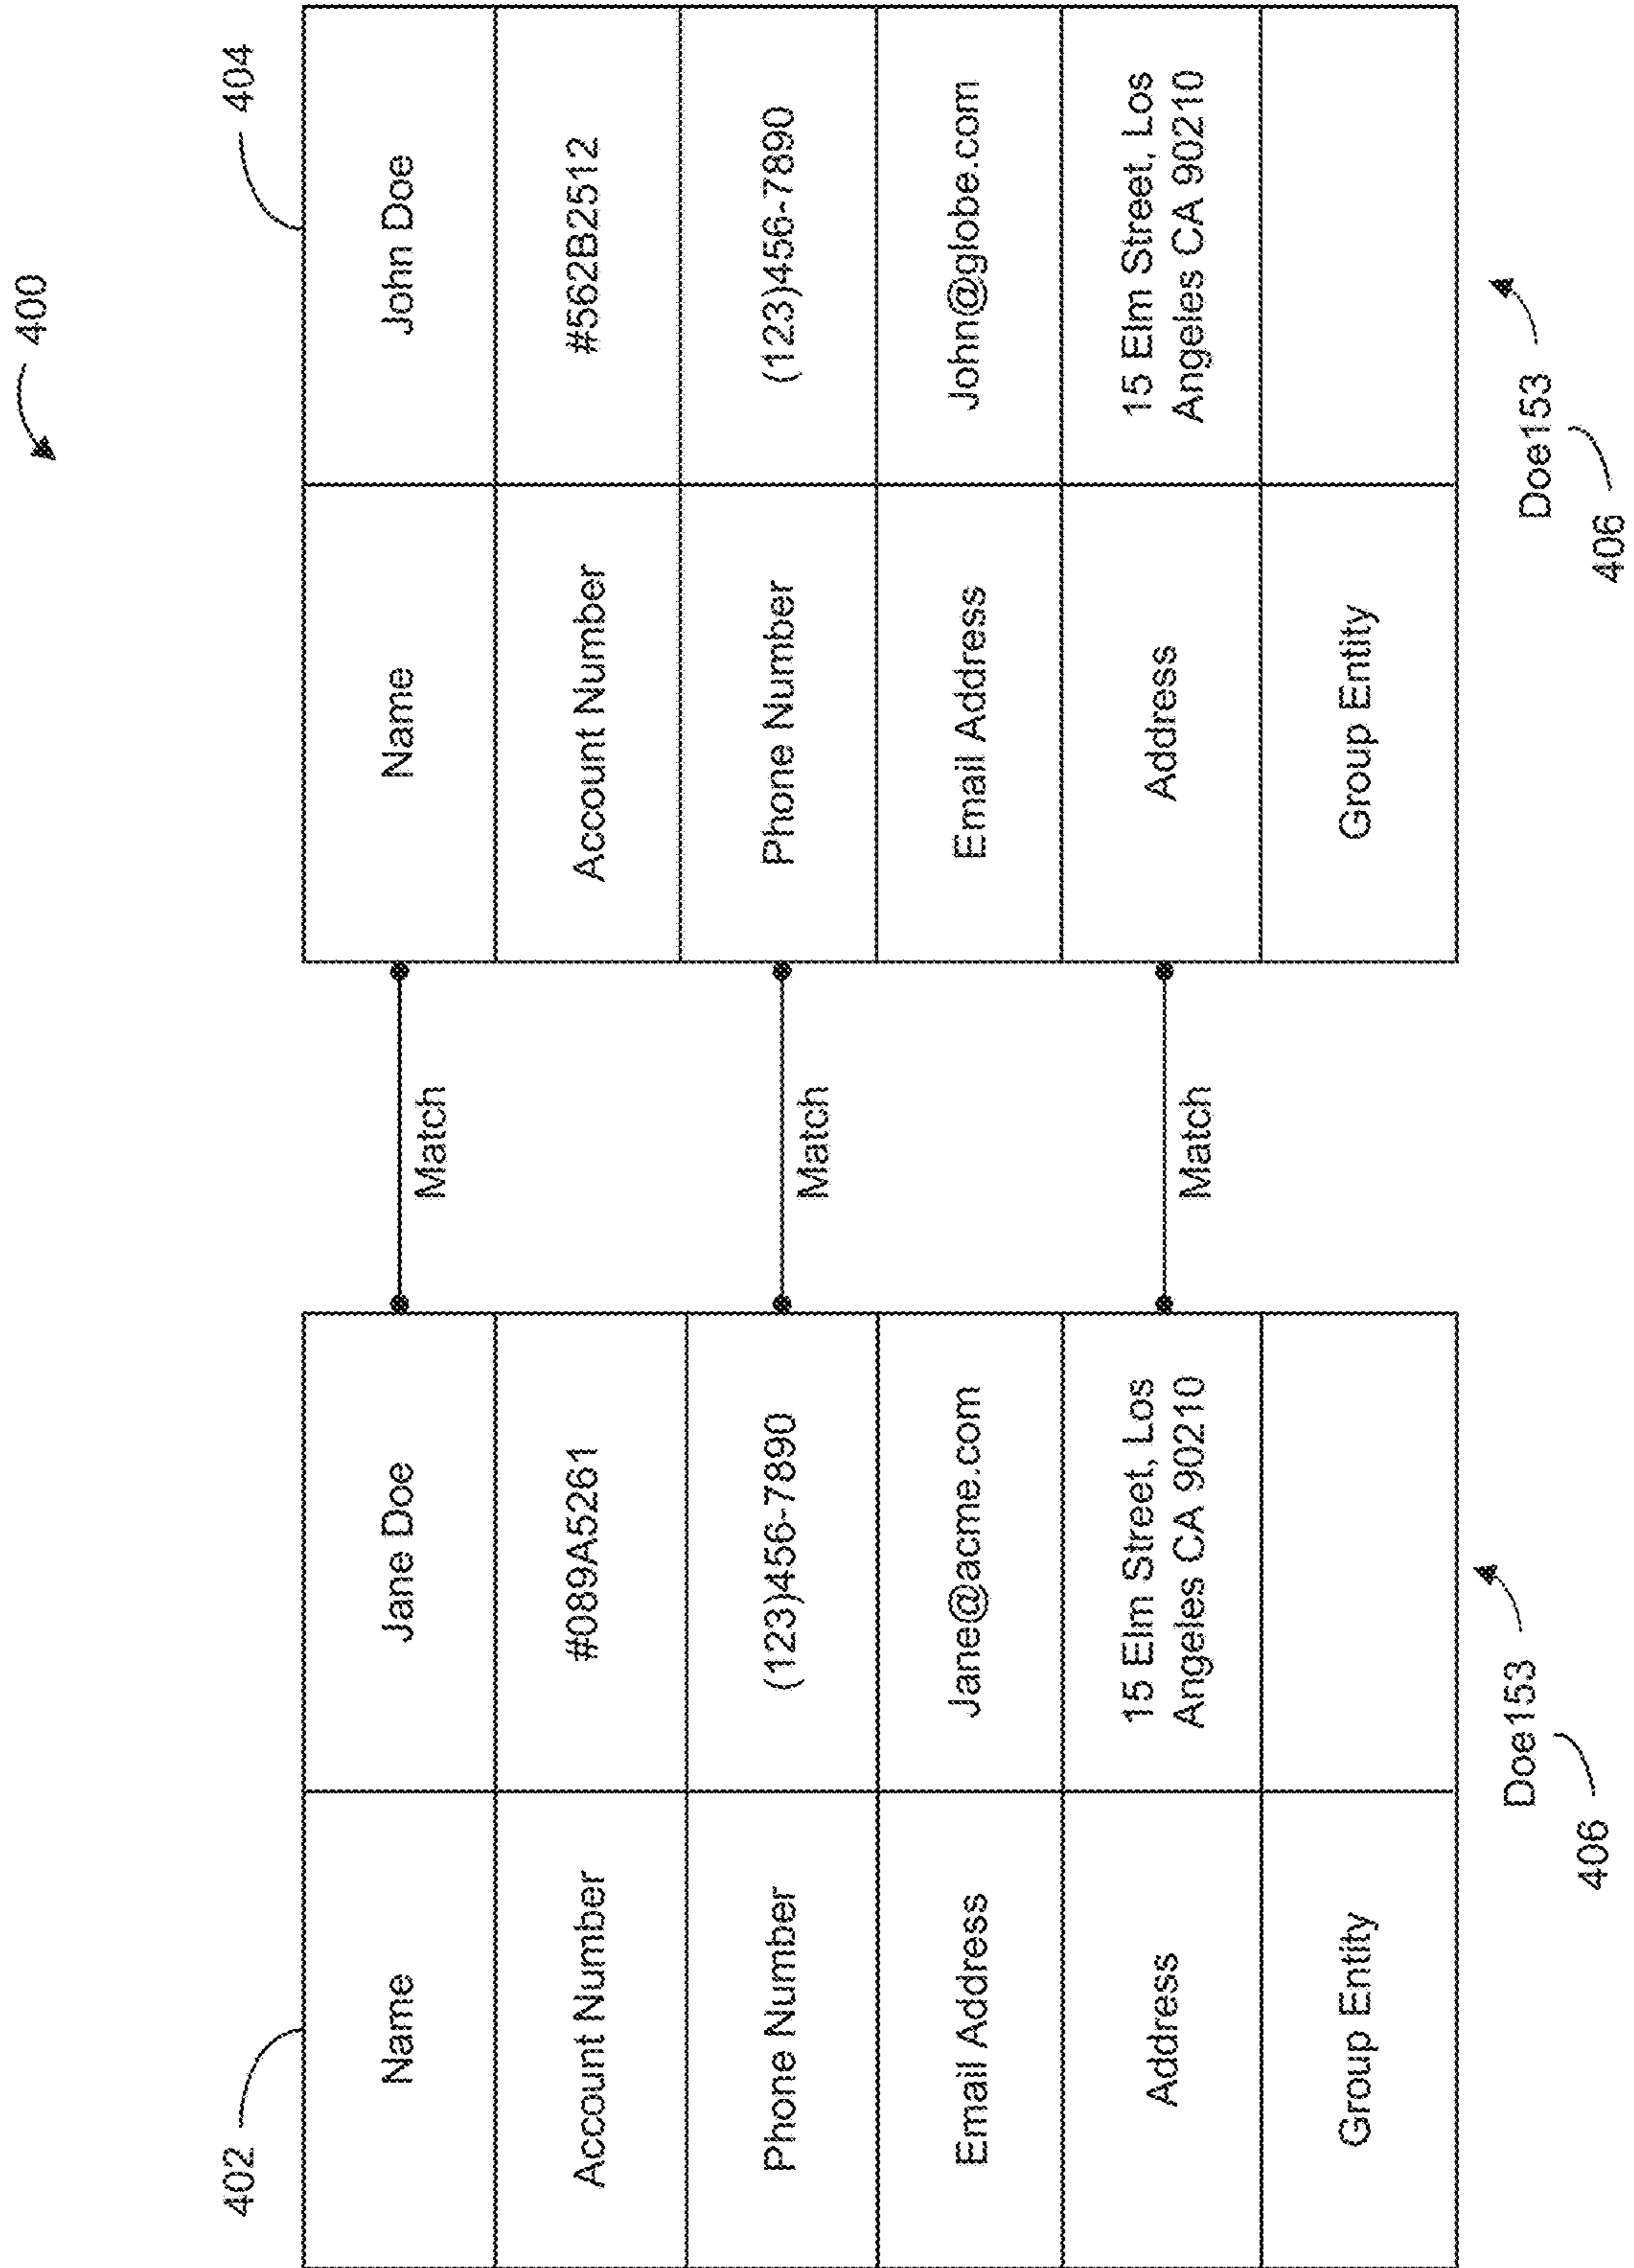 400
402
Name
Jane Doe
Account Number
#089A5261
Phone Number
(123)456-7890
Email Address
Jane@acme.com
Address
15 Elm Street, Los
Angeles CA 90210
Group Entity
Doe153
406
Match
Match
Match
404
Name
John Doe
Account Number
#562B2512
Phone Number
(123)456-7890
Email Address
John@globe.com
Address
15 Elm Street, Los
Angeles CA 90210
Group Entity
Doe153
406